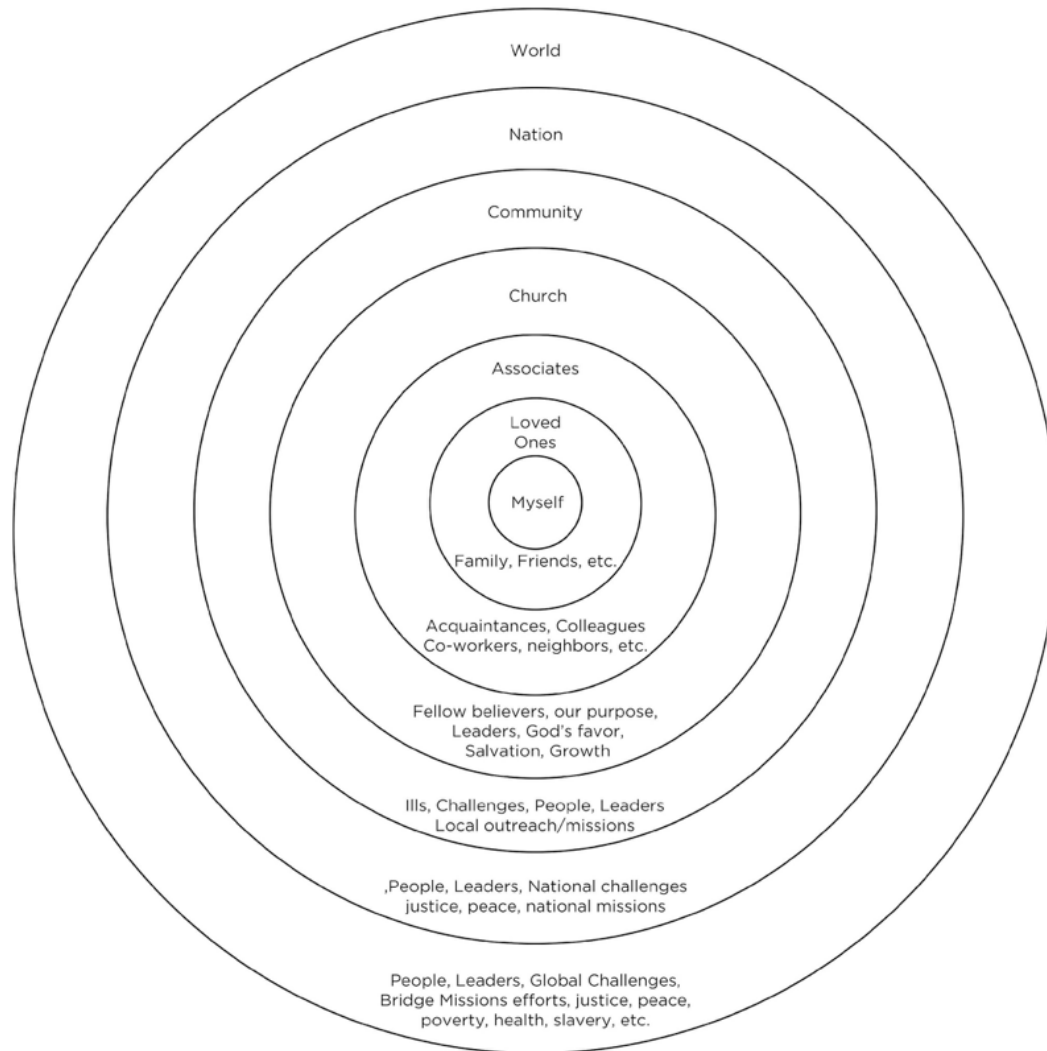 World
Nation
Community
Church
Associates
Loved
Ones
Myself
Family, Friends, etc.
Acquaintances, Colleagues
Co-workers, neighbors, etc.
Fellow believers, our purpose,
Leaders, God's favor,
Salvation, Growth
Ills, Challenges, People, Leaders
Local outreach/missions
,People, Leaders, National challenges
justice, peace, national missions
People, Leaders, Global Challenges,
Bridge Missions efforts, justice, peace,
poverty, health, slavery, etc.